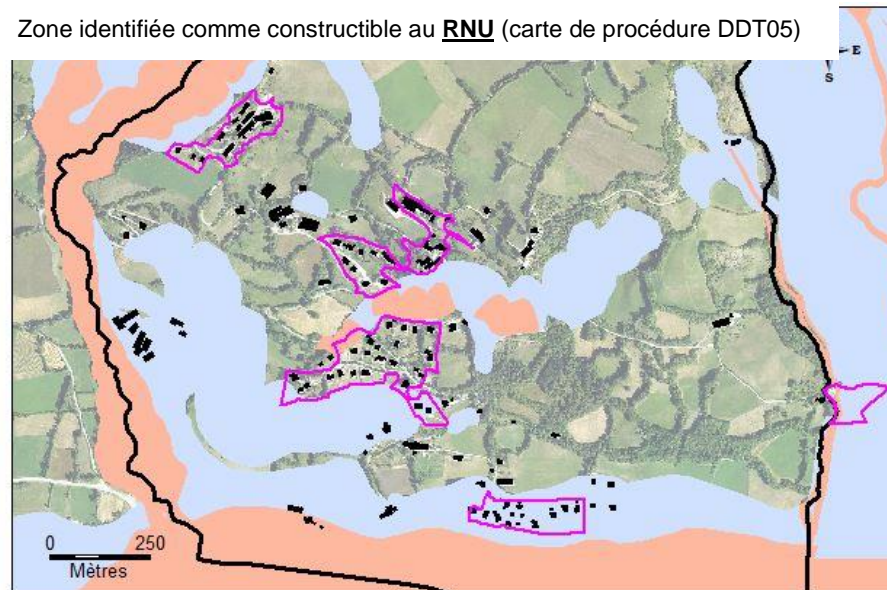 Zone identifiée comme constructible au RNU (carte de procédure DDT05)
E
S
0 250
Mètres